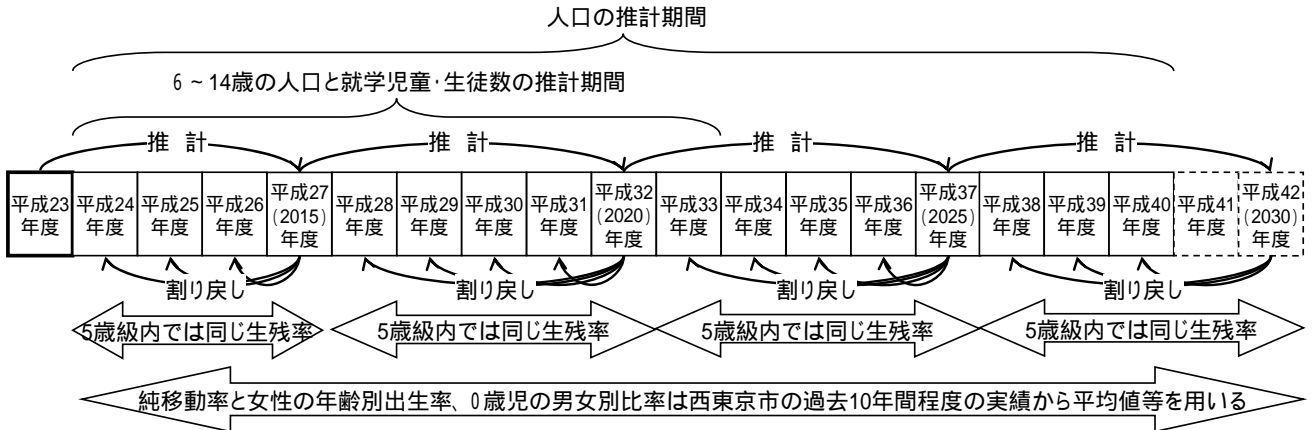 人口の推計期間
6~14歳の人口と就学児童・生徒数の推計期間
推 計
推 計
推 計
推 計
平成23
年度
平成24
年度
平成25
年度
平成26
年度
平成27
(2015)
年度
平成28
年度
平成29
年度
平成30
年度
平成31
年度
平成32
(2020)
年度
平成33
年度
平成34
年度
平成35
年度
平成36
年度
平成37
(2025)
年度
平成38
年度
平成39
年度
平成40
年度
平成41
年度
平成42
(2030)
年度
割り戻し
割り戻し
割り戻し
割り戻し
5歳級内では同じ生残率
5歳級内では同じ生残率
5歳級内では同じ生残率
5歳級内では同じ生残率
純移動率と女性の年齢別出生率、0歳児の男女別比率は西東京市の過去10年間程度の実績から平均値等を用いる